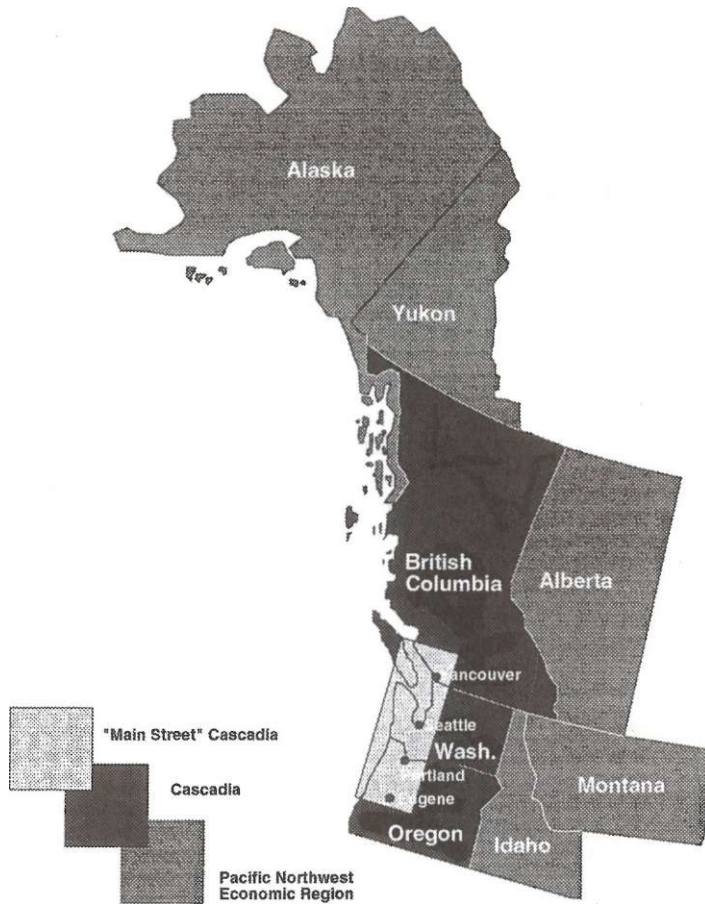 Alaska
Yukon
British
Columbia
Alberta
Vancouver
Seattle
Wash.
Portland
Eugene
Oregon
Idaho
Montana
"Main Street" Cascadia
Cascadia
Pacific Northwest
Economic Region